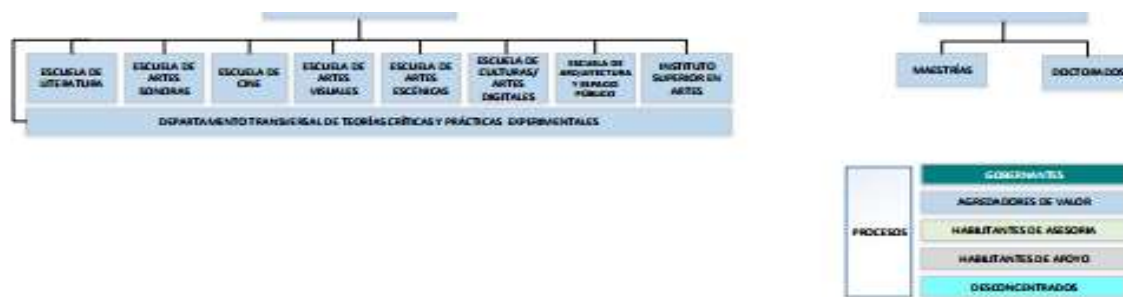 ESCUELA DE
LITERATURA
ESCUELA DE
ARTES
SONORAS
ESCUELA DE
CINE
ESCUELA DE
ARTES
VISUALES
ESCUELA DE
ARTES
ESCÉNICAS
ESCUELA DE
CULTURAS/
ARTES
DIGITALES
ESCUELA DE
ARQUITECTURA
Y ESPACIO
PÚBLICO
INSTITUTO
SUPERIOR EN
ARTES
DEPARTAMENTO TRANSVERSAL DE TEORÍAS CRÍTICAS Y PRÁCTICAS EXPERIMENTALES
MAESTRÍAS
DOCTORADOS
PROCESOS
GOBERNANTES
AGREGADORES DE VALOR
HABILITANTES DE ASESORIA
HABILITANTES DE APOYO
DESCONCENTRADOS